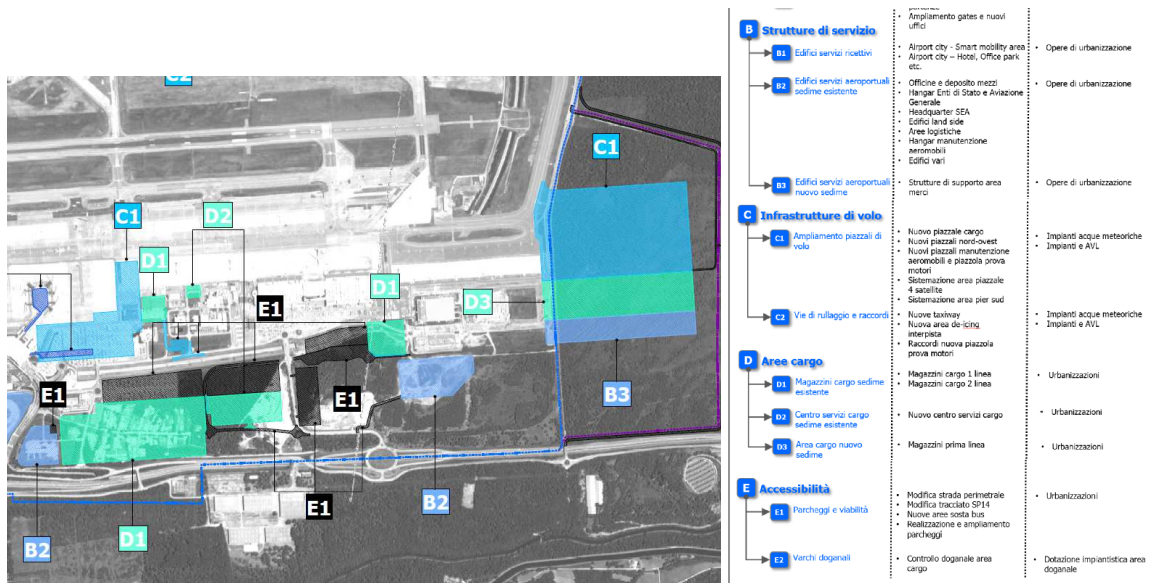 C2
C1
C1
D2
D1
E1
D1
D3
E1
E1
B3
B2
B2
D1
E1
Ampliamento gates e nuovi
uffici
B Strutture di servizio
B1 Edifici servizi ricettivi
• Airport city - Smart mobility area
• Airport city – Hotel, Office park
etc.
• Opere di urbanizzazione
B2 Edifici servizi aeroportuali
sedime esistente
• Officine e deposito mezzi
• Hangar Enti di Stato e Aviazione
Generale
• Headquarter SEA
• Edifici land side
• Aree logistiche
• Hangar manutenzione
aeromobili
• Edifici vari
• Opere di urbanizzazione
B3 Edifici servizi aeroportuali
nuovo sedime
• Strutture di supporto area
merci
• Opere di urbanizzazione
C Infrastrutture di volo
C1 Ampliamento piazzali di
volo
• Nuovo piazzale cargo
• Nuovi piazzali nord-ovest
• Nuovi piazzali manutenzione
aeromobili e piazzola prova
motori
• Sistemazione area piazzale
4 satellite
• Sistemazione area pier sud
• Impianti acque meteoriche
• Impianti e AVL
C2 Vie di rullaggio e raccordi
• Nuove taxiway
• Nuova area de-icing
interpista
• Raccordi nuova piazzola
prova motori
• Impianti acque meteoriche
• Impianti e AVL
D Aree cargo
D1 Magazzini cargo sedime
esistente
• Magazzini cargo 1 linea
• Magazzini cargo 2 linea
• Urbanizzazioni
D2 Centro servizi cargo
sedime esistente
• Nuovo centro servizi cargo
• Urbanizzazioni
D3 Area cargo nuovo
sedime
• Magazzini prima linea
• Urbanizzazioni
E Accessibilità
E1 Parcheggi e viabilità
• Modifica strada perimetrale
• Modifica tracciato SP14
• Nuove aree sosta bus
• Realizzazione e ampliamento
parcheggi
• Urbanizzazioni
E2 Varchi doganali
• Controllo doganale area
cargo
• Dotazione impiantistica area
doganale